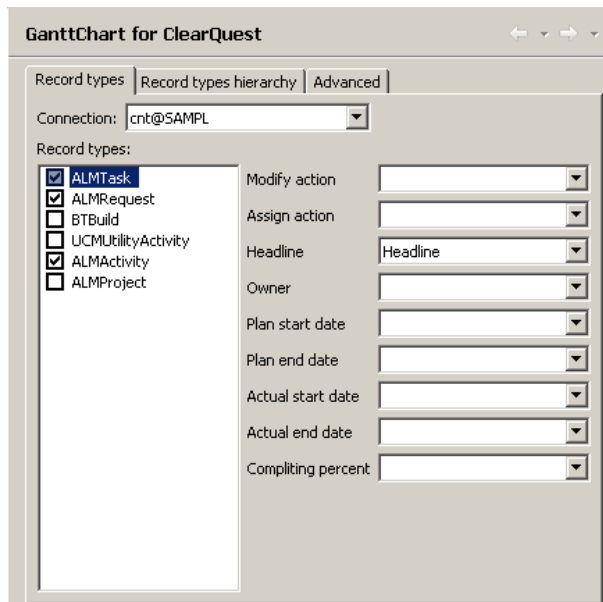 GanttChart for ClearQuest
Record types Record types hierarchy Advanced
Connection: cnt@SAMPL
Record types:
ALMTask
ALMRequest
BTBuild
UCMUtilityActivity
ALMActivity
ALMProject
Modify action
Assign action
Headline Headline
Owner
Plan start date
Plan end date
Actual start date
Actual end date
Compliting percent